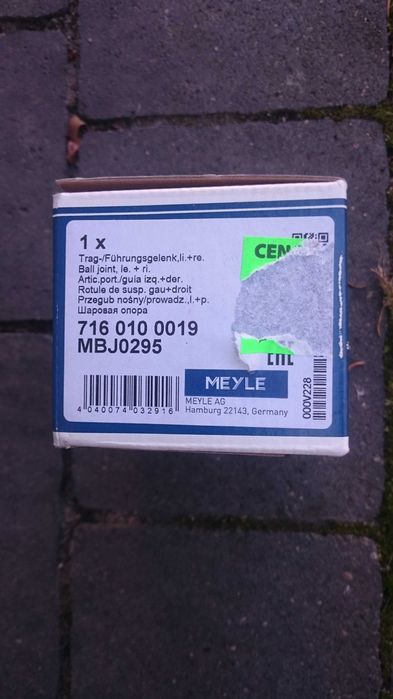 1 x
Trag-/Führungsgelenk,li.+re.
Ball joint, le. + ri.
Artic.port./guía izq.+der.
Rotule de susp. gau+droit
Przegub nośny/prowadz.,l.+p.
Шаровая опора
716 010 0019
MBJ0295
CEN
EAC
MEYLE
MEYLE AG
Hamburg 22143, Germany
4 040074 032916
000V228